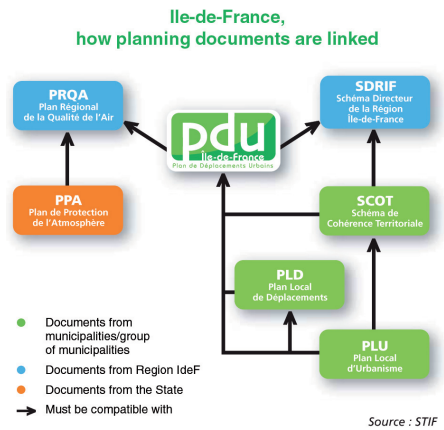 Ile-de-France,
how planning documents are linked
PRQA
Plan Régional
de la Qualité de l'Air
pdu
Île-de-France
Plan de Déplacements Urbains
SDRIF
Schéma Directeur
de la Région
Île-de-France
PPA
Plan de Protection
de l'Atmosphère
SCOT
Schéma de
Cohérence Territoriale
PLD
Plan Local
de Déplacements
PLU
Plan Local
d'Urbanisme
Documents from
municipalities/group
of municipalities
Documents from Region IdeF
Documents from the State
Must be compatible with
Source : STIF